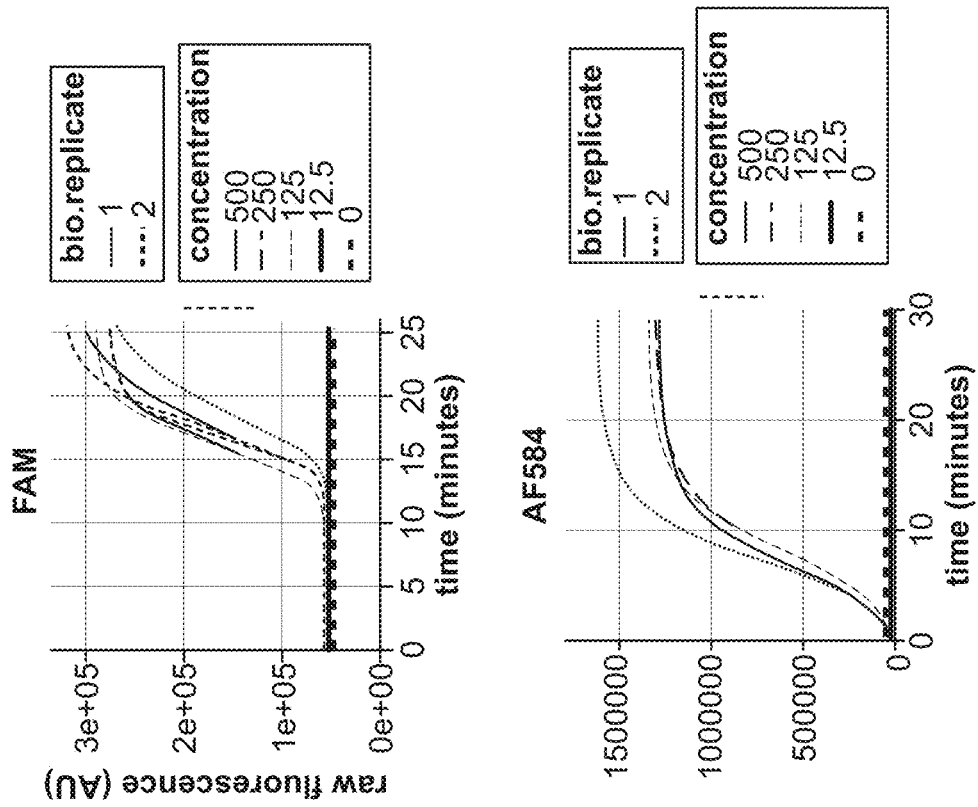 FAM
raw fluorescence (AU)
3e+05
2e+05
1e+05
0e+00
0 5 10 15 20 25
time (minutes)
bio.replicate
1
2
concentration
500
250
125
12.5
0
AF584
1500000
1000000
500000
0
0 10 20 30
time (minutes)
bio.replicate
1
2
concentration
500
250
125
12.5
0